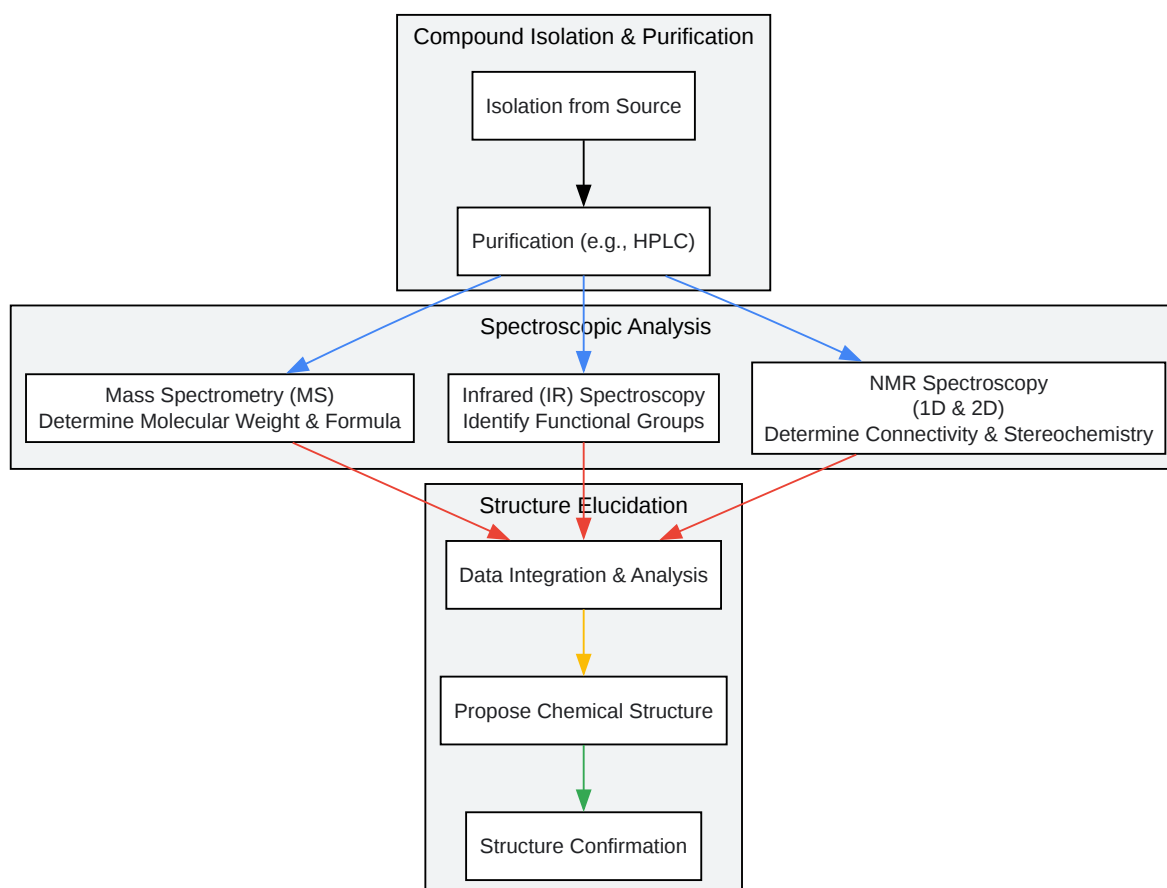 Compound Isolation & Purification
Isolation from Source
Purification (e.g., HPLC)
Spectroscopic Analysis
Mass Spectrometry (MS)
Determine Molecular Weight & Formula
Infrared (IR) Spectroscopy
Identify Functional Groups
NMR Spectroscopy
(1D & 2D)
Determine Connectivity & Stereochemistry
Structure Elucidation
Data Integration & Analysis
Propose Chemical Structure
Structure Confirmation